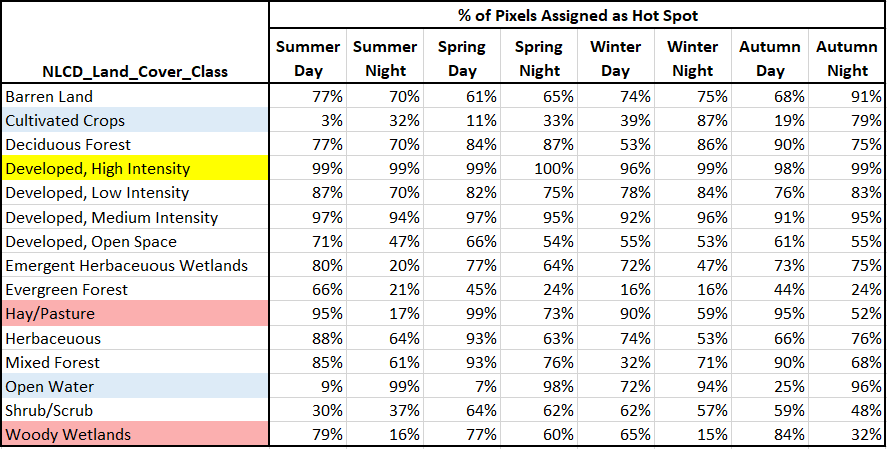 % of Pixels Assigned as Hot Spot
NLCD_Land_Cover_Class Summer Day Summer Night Spring Day Spring Night Winter Day Winter Night Autumn Day Autumn Night
Barren Land 77% 70% 61% 65% 74% 75% 68% 91%
Cultivated Crops 3% 32% 11% 33% 39% 87% 19% 79%
Deciduous Forest 77% 70% 84% 87% 53% 86% 90% 75%
Developed, High Intensity 99% 99% 99% 100% 96% 99% 98% 99%
Developed, Low Intensity 87% 70% 82% 75% 78% 84% 76% 83%
Developed, Medium Intensity 97% 94% 97% 95% 92% 96% 91% 95%
Developed, Open Space 71% 47% 66% 54% 55% 53% 61% 55%
Emergent Herbaceuous Wetlands 80% 20% 77% 64% 72% 47% 73% 75%
Evergreen Forest 66% 21% 45% 24% 16% 16% 44% 24%
Hay/Pasture 95% 17% 99% 73% 90% 59% 95% 52%
Herbaceuous 88% 64% 93% 63% 74% 53% 66% 76%
Mixed Forest 85% 61% 93% 76% 32% 71% 90% 68%
Open Water 9% 99% 7% 98% 72% 94% 25% 96%
Shrub/Scrub 30% 37% 64% 62% 62% 57% 59% 48%
Woody Wetlands 79% 16% 77% 60% 65% 15% 84% 32%